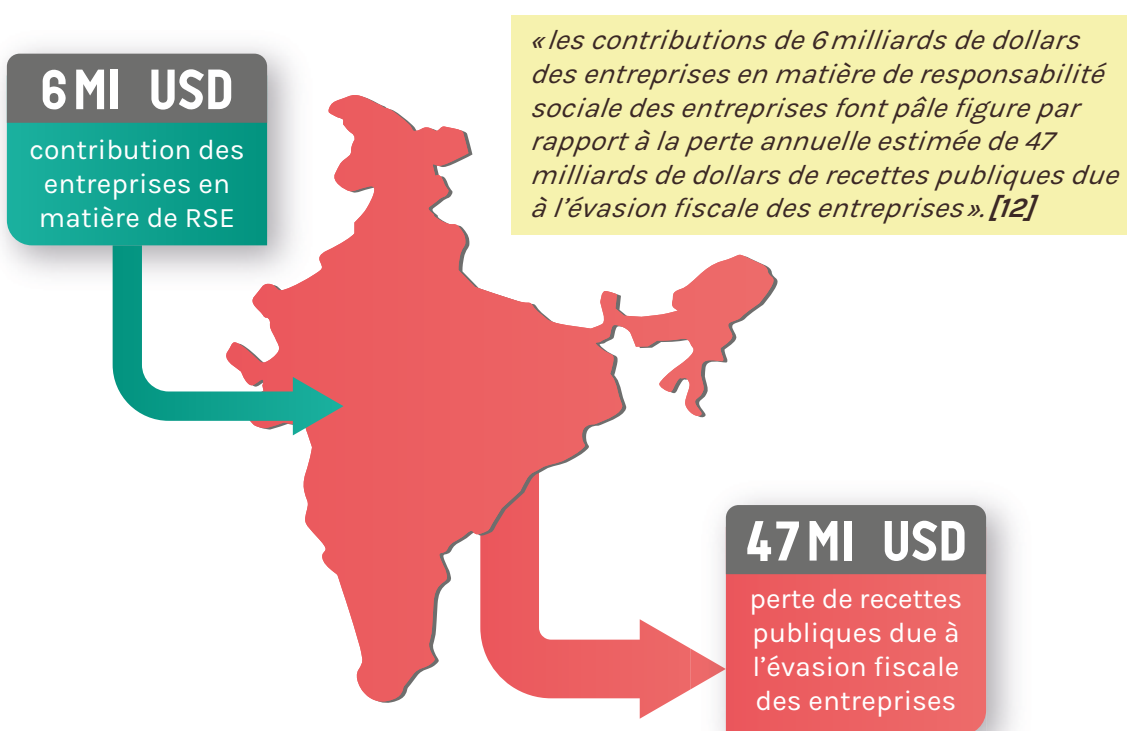 6 MI USD
contribution des
entreprises en
matière de RSE
« les contributions de 6 milliards de dollars
des entreprises en matière de responsabilité
sociale des entreprises font pâle figure par
rapport à la perte annuelle estimée de 47
milliards de dollars de recettes publiques due
à l’évasion fiscale des entreprises ». [12]
47 MI USD
perte de recettes
publiques due à
l’évasion fiscale
des entreprises